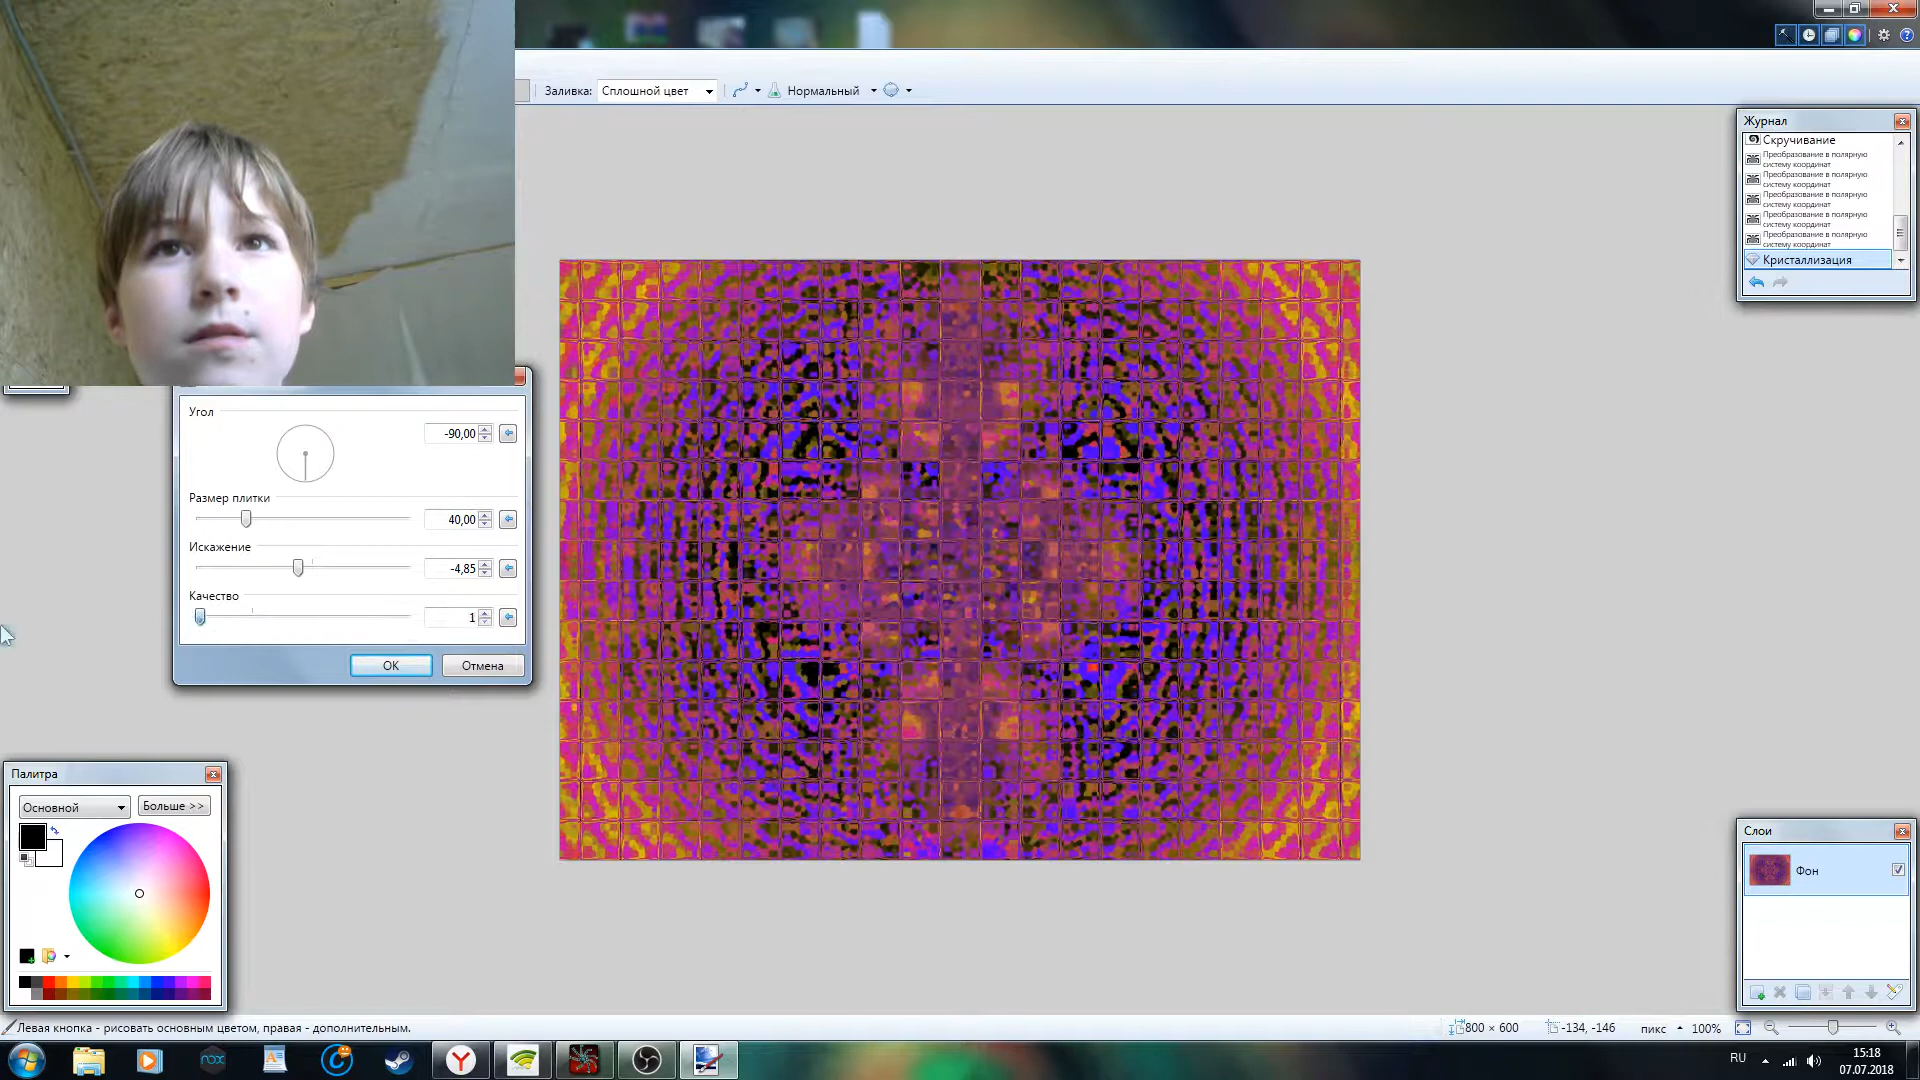 Заливка: Сплошной цвет Нормальный
Журнал
Скручивание
Преобразование в полярную
систему координат
Преобразование в полярную
систему координат
Преобразование в полярную
систему координат
Преобразование в полярную
систему координат
Преобразование в полярную
систему координат
Кристаллизация
Угол
-90,00
Размер плитки
40,00
Искажение
-4,85
Качество
1
OK Отмена
Палитра
Основной Больше >>
Слои
Фон
Левая кнопка - рисовать основным цветом, правая - дополнительным.
800 × 600 -134, -146 пикс 100%
nox
RU
15:18
07.07.2018